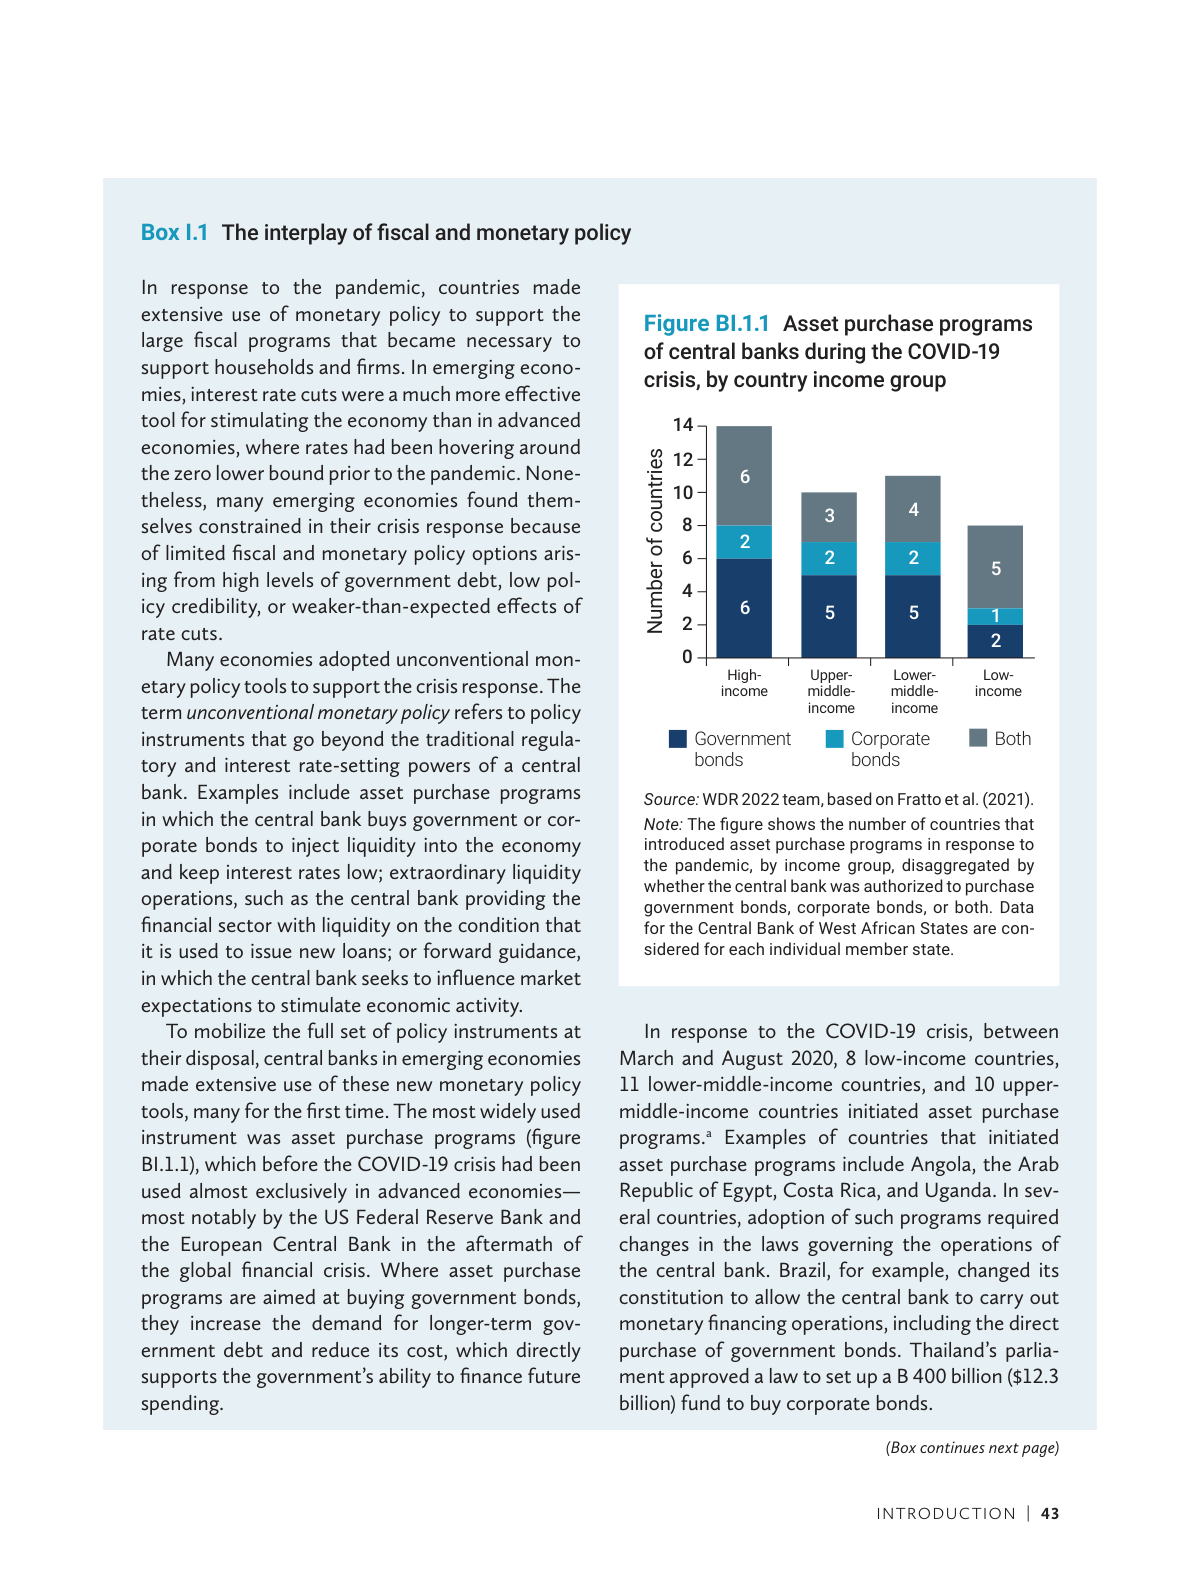 Box I.1 The interplay of fiscal and monetary policy
In response to the pandemic, countries made
extensive use of monetary policy to support the
large fiscal programs that became necessary to
support households and firms. In emerging econo-
mies, interest rate cuts were a much more effective
tool for stimulating the economy than in advanced
economies, where rates had been hovering around
the zero lower bound prior to the pandemic. None-
theless, many emerging economies found them-
selves constrained in their crisis response because
of limited fiscal and monetary policy options aris-
ing from high levels of government debt, low pol-
icy credibility, or weaker-than-expected effects of
rate cuts.
Many economies adopted unconventional mon-
etary policy tools to support the crisis response. The
term unconventional monetary policy refers to policy
instruments that go beyond the traditional regula-
tory and interest rate-setting powers of a central
bank. Examples include asset purchase programs
in which the central bank buys government or cor-
porate bonds to inject liquidity into the economy
and keep interest rates low; extraordinary liquidity
operations, such as the central bank providing the
financial sector with liquidity on the condition that
it is used to issue new loans; or forward guidance,
in which the central bank seeks to influence market
expectations to stimulate economic activity.
To mobilize the full set of policy instruments at
their disposal, central banks in emerging economies
made extensive use of these new monetary policy
tools, many for the first time. The most widely used
instrument was asset purchase programs (figure
BI.1.1), which before the COVID-19 crisis had been
used almost exclusively in advanced economies—
most notably by the US Federal Reserve Bank and
the European Central Bank in the aftermath of
the global financial crisis. Where asset purchase
programs are aimed at buying government bonds,
they increase the demand for longer-term gov-
ernment debt and reduce its cost, which directly
supports the government's ability to finance future
spending.
Figure BI.1.1 Asset purchase programs
of central banks during the COVID-19
crisis, by country income group
Number of countries
14
12
10
8
6
4
2
0
6
2
6
3
2
5
4
2
5
5
1
2
High-
income
Upper-
middle-
income
Lower-
middle-
income
Low-
income
Government
bonds
Corporate
bonds
Both
Source: WDR 2022 team, based on Fratto et al. (2021).
Note: The figure shows the number of countries that
introduced asset purchase programs in response to
the pandemic, by income group, disaggregated by
whether the central bank was authorized to purchase
government bonds, corporate bonds, or both. Data
for the Central Bank of West African States are con-
sidered for each individual member state.
In response to the COVID-19 crisis, between
March and August 2020, 8 low-income countries,
11 lower-middle-income countries, and 10 upper-
middle-income countries initiated asset purchase
programs.a Examples of countries that initiated
asset purchase programs include Angola, the Arab
Republic of Egypt, Costa Rica, and Uganda. In sev-
eral countries, adoption of such programs required
changes in the laws governing the operations of
the central bank. Brazil, for example, changed its
constitution to allow the central bank to carry out
monetary financing operations, including the direct
purchase of government bonds. Thailand's parlia-
ment approved a law to set up a B 400 billion ($12.3
billion) fund to buy corporate bonds.
(Box continues next page)
INTRODUCTION | 43